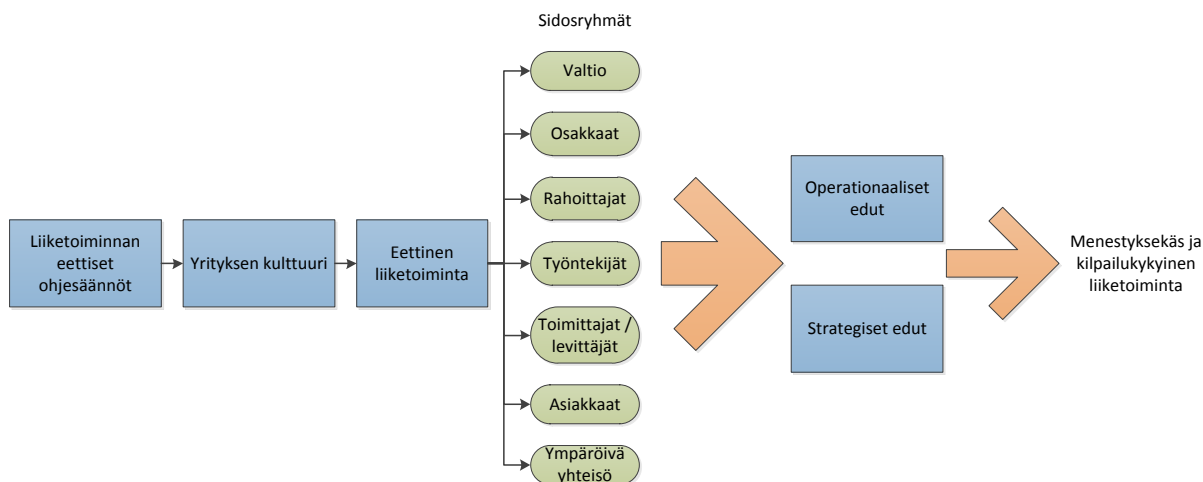 Sidosryhmät
Liiketoiminnan
eettiset
ohjesäännöt
Yrityksen kulttuuri
Eettinen
liiketoiminta
Valtio
Osakkaat
Rahoittajat
Työntekijät
Toimittajat /
levittäjät
Asiakkaat
Ympäröivä
yhteisö
Operationaaliset
edut
Strategiset edut
Menestyksekäs ja
kilpailukykyinen
liiketoiminta